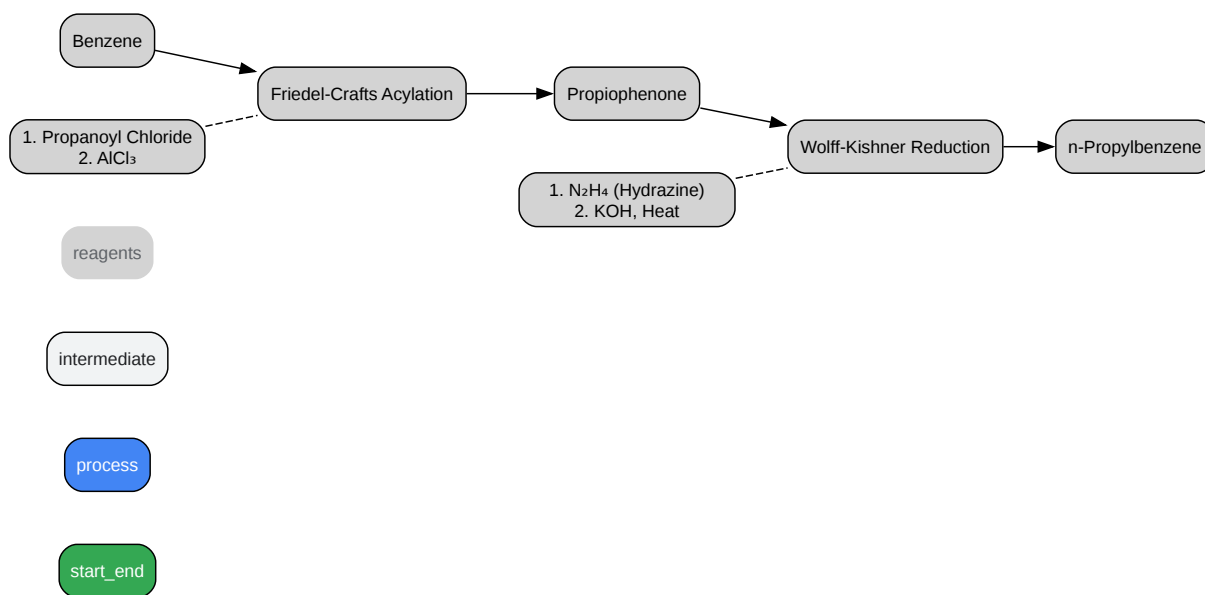 Benzene
Friedel-Crafts Acylation
Propiophenone
1. Propanoyl Chloride
2. AlCl₃
Wolff-Kishner Reduction
n-Propylbenzene
1. N₂H₄ (Hydrazine)
2. KOH, Heat
reagents
intermediate
process
start_end